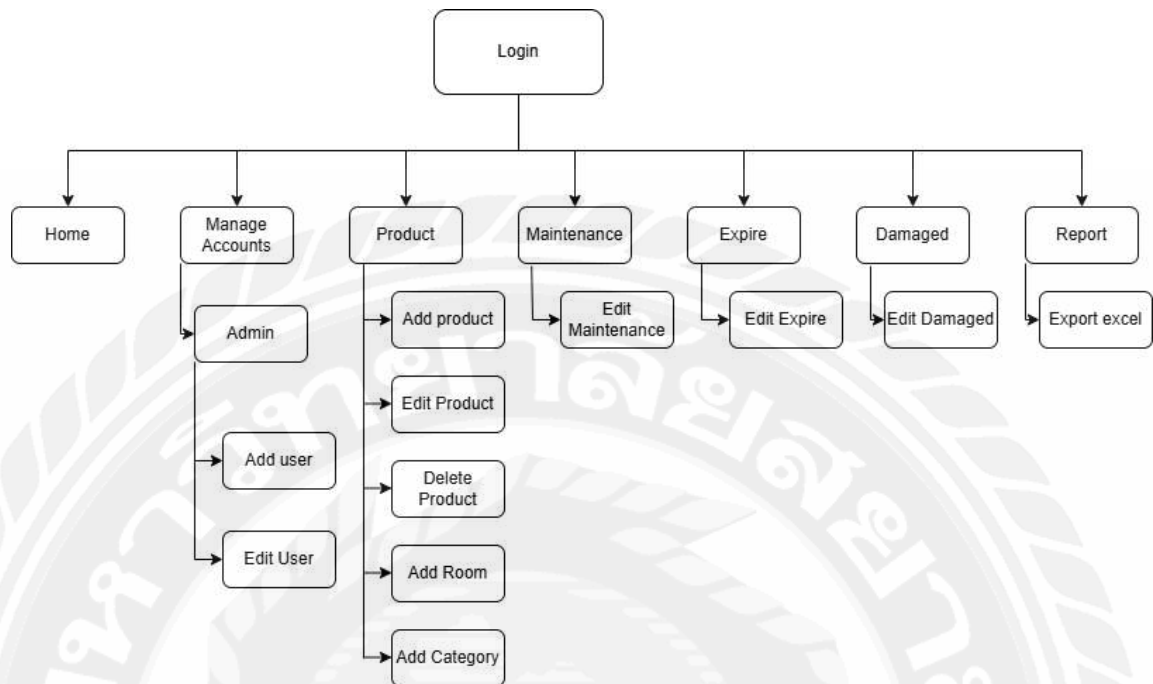 Login
Home
Manage
Accounts
Product
Maintenance
Expire
Damaged
Report
Admin
Add product
Edit
Maintenance
Edit Expire
Edit Damaged
Export excel
Edit Product
Add user
Delete
Product
Edit User
Add Room
Add Category